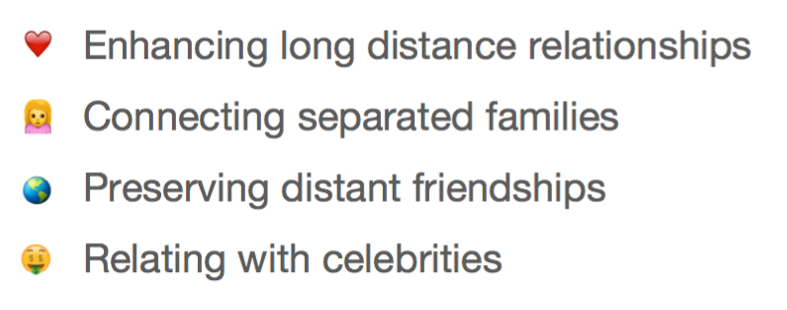 Enhancing long distance relationships
Connecting separated families
Preserving distant friendships
Relating with celebrities